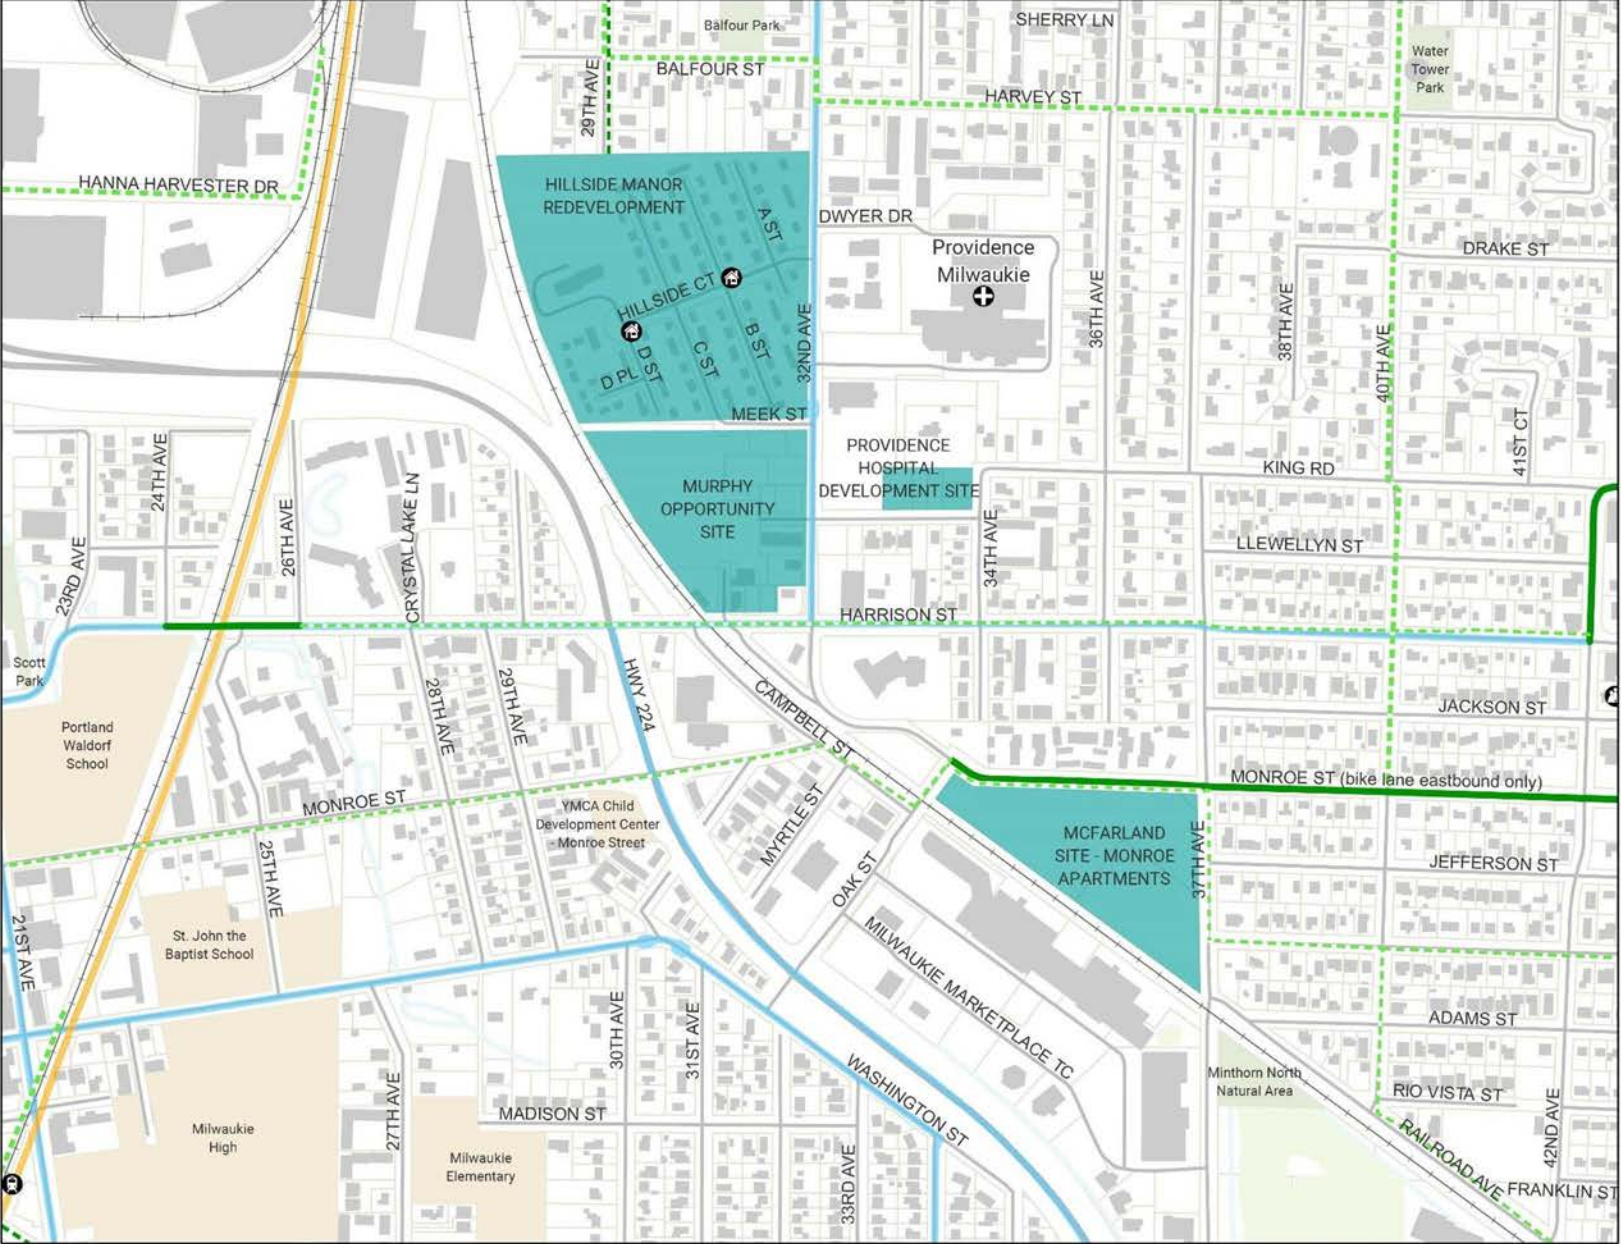 SHERRY LN
Balfour Park
Water
Tower
Park
BALFOUR ST
29TH AVE
HARVEY ST
HANNA HARVESTER DR
HILLSIDE MANOR
REDEVELOPMENT
A ST
DWYER DR
Providence
Milwaukie
DRAKE ST
HILLSIDE CT
B ST
C ST
D ST
D PL
32ND AVE
36TH AVE
38TH AVE
40TH AVE
MEEK ST
41ST CT
PROVIDENCE
HOSPITAL
DEVELOPMENT SITE
KING RD
24TH AVE
26TH AVE
CRYSTAL LAKE LN
MURPHY
OPPORTUNITY
SITE
34TH AVE
LLEWELLYN ST
23RD AVE
HARRISON ST
Scott
Park
28TH AVE
29TH AVE
HWY 224
CAMPBELL ST
JACKSON ST
Portland
Waldorf
School
MONROE ST (bike lane eastbound only)
MONROE ST
YMCA Child
Development Center
- Monroe Street
MYRTLE ST
MCFARLAND
SITE - MONROE
APARTMENTS
37TH AVE
JEFFERSON ST
25TH AVE
OAK ST
21ST AVE
St. John the
Baptist School
MILWAUKIE MARKETPLACE TC
ADAMS ST
30TH AVE
31ST AVE
WASHINGTON ST
Minthorn North
Natural Area
RIO VISTA ST
27TH AVE
MADISON ST
Milwaukie
High
Milwaukie
Elementary
33RD AVE
RAILROAD AVE
42ND AVE
FRANKLIN ST